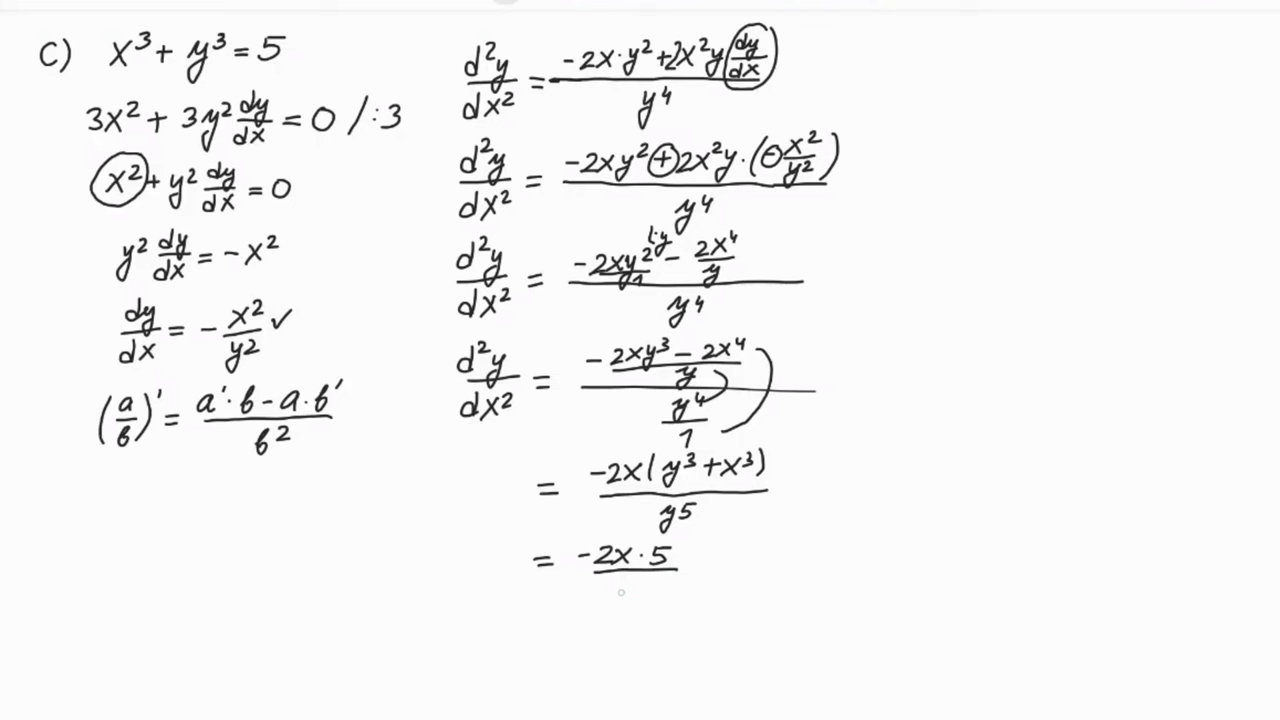 c) x³ + y³ = 5
3x² + 3y² dy/dx = 0 /:3
x² + y² dy/dx = 0
y² dy/dx = -x²
dy/dx = - x²/y² ✓
(a/b)' = (a'·b - a·b')/b²
d²y/dx² = (-2x·y² + 2x²y dy/dx)/y⁴
d²y/dx² = (-2xy² + 2x²y·(- x²/y²))/y⁴
d²y/dx² = (-2xy²/1 - 2x⁴/y)/y⁴
d²y/dx² = ((-2xy³ - 2x⁴)/y)/(y⁴/1)
= -2x(y³ + x³)/y⁵
= -2x·5